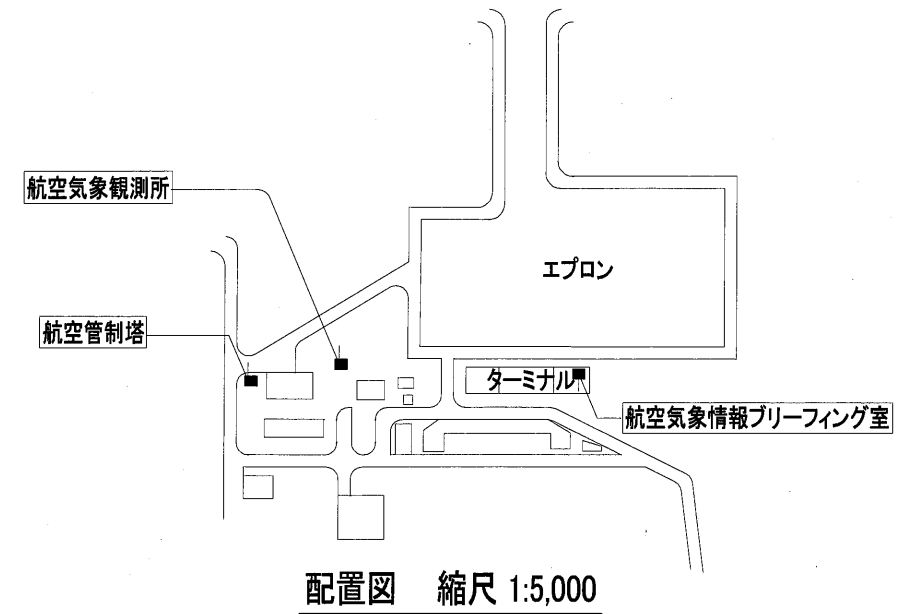 航空気象観測所
エプロン
航空管制塔
ターミナル
航空気象情報ブリーフィング室
配置図 縮尺 1:5,000